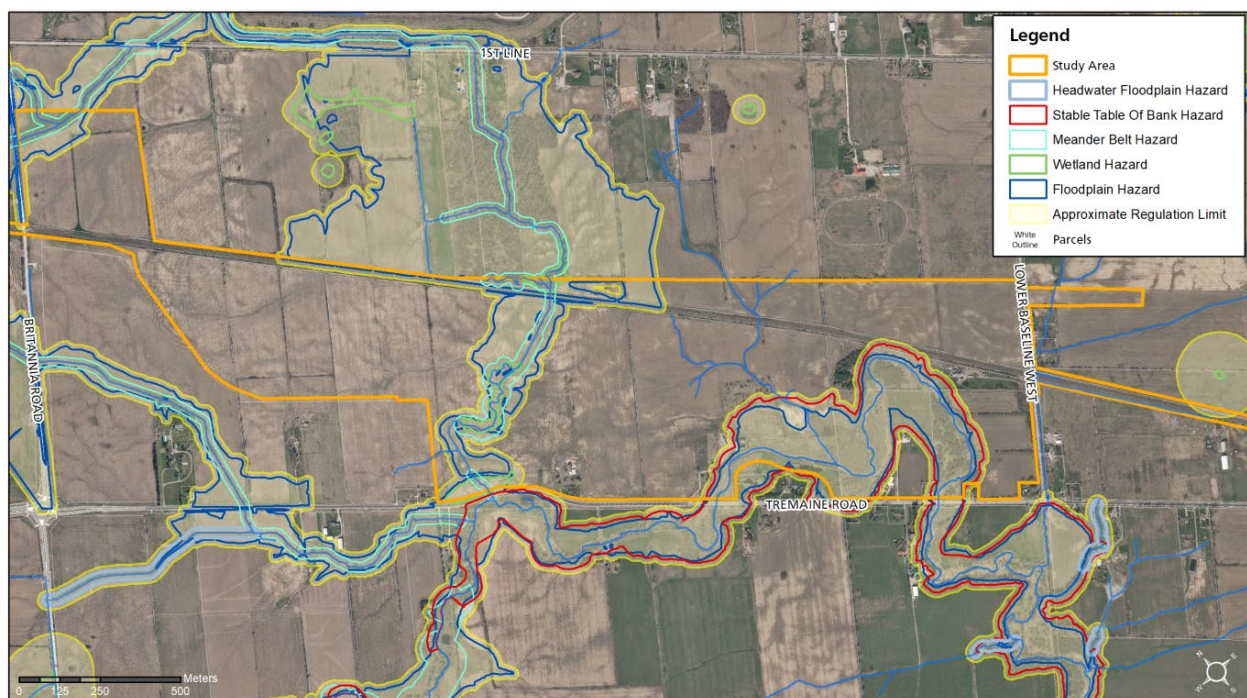 1ST LINE
Legend
Study Area
Headwater Floodplain Hazard
Stable Table Of Bank Hazard
Meander Belt Hazard
Wetland Hazard
Floodplain Hazard
Approximate Regulation Limit
White
Outline
Parcels
BRITANNIA ROAD
LOWER BASELINE WEST
TREMAINE ROAD
Meters
0 125 250 500
N
E
W
S